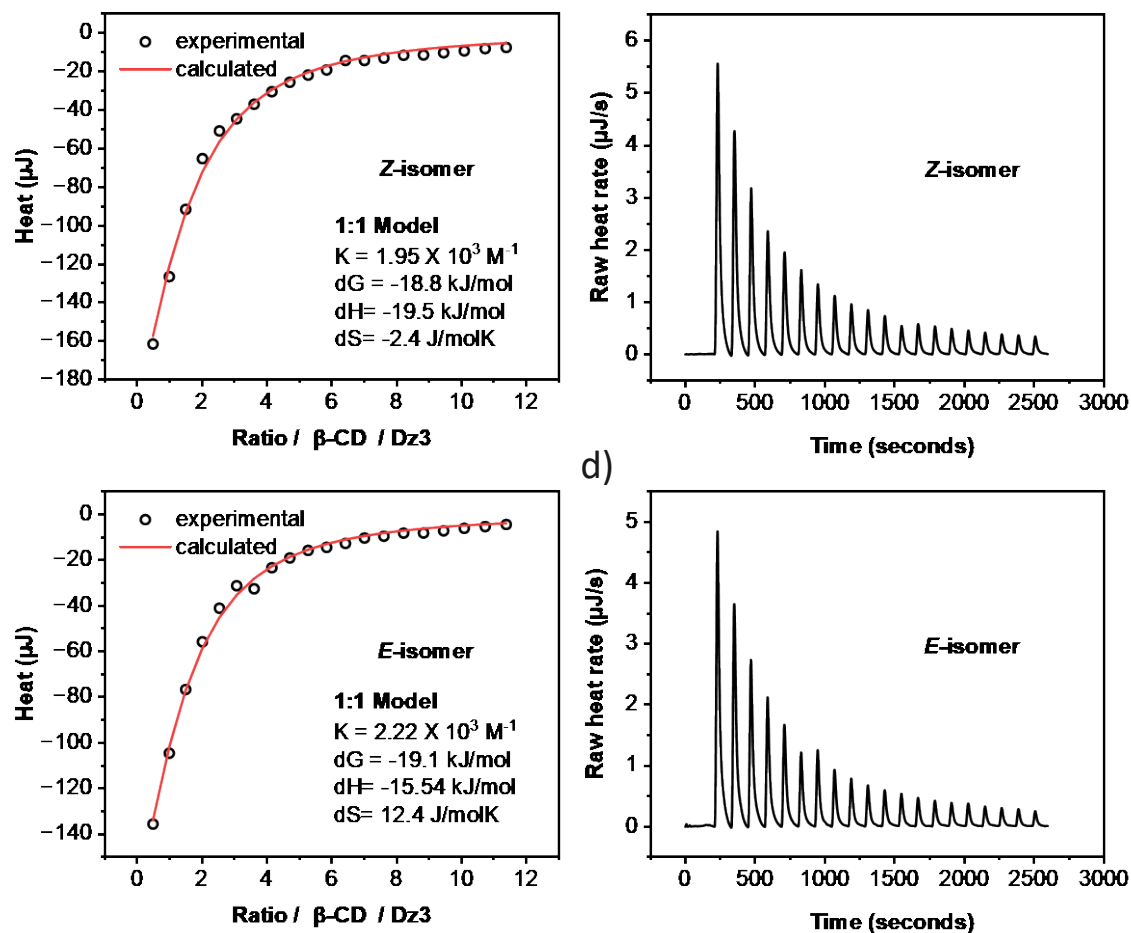 0
−20
−40
−60
−80
−100
−120
−140
−160
−180
Heat (µJ)
experimental
calculated
Z-isomer
1:1 Model
K = 1.95 X 10³ M⁻¹
dG = -18.8 kJ/mol
dH= -19.5 kJ/mol
dS= -2.4 J/molK
0 2 4 6 8 10 12
Ratio / β-CD / Dz3
6
5
4
3
2
1
0
Raw heat rate (µJ/s)
Z-isomer
0 500 1000 1500 2000 2500 3000
Time (seconds)
d)
0
−20
−40
−60
−80
−100
−120
−140
Heat (µJ)
experimental
calculated
E-isomer
1:1 Model
K = 2.22 X 10³ M⁻¹
dG = -19.1 kJ/mol
dH= -15.54 kJ/mol
dS= 12.4 J/molK
0 2 4 6 8 10 12
Ratio / β-CD / Dz3
5
4
3
2
1
0
Raw heat rate (µJ/s)
E-isomer
0 500 1000 1500 2000 2500 3000
Time (seconds)